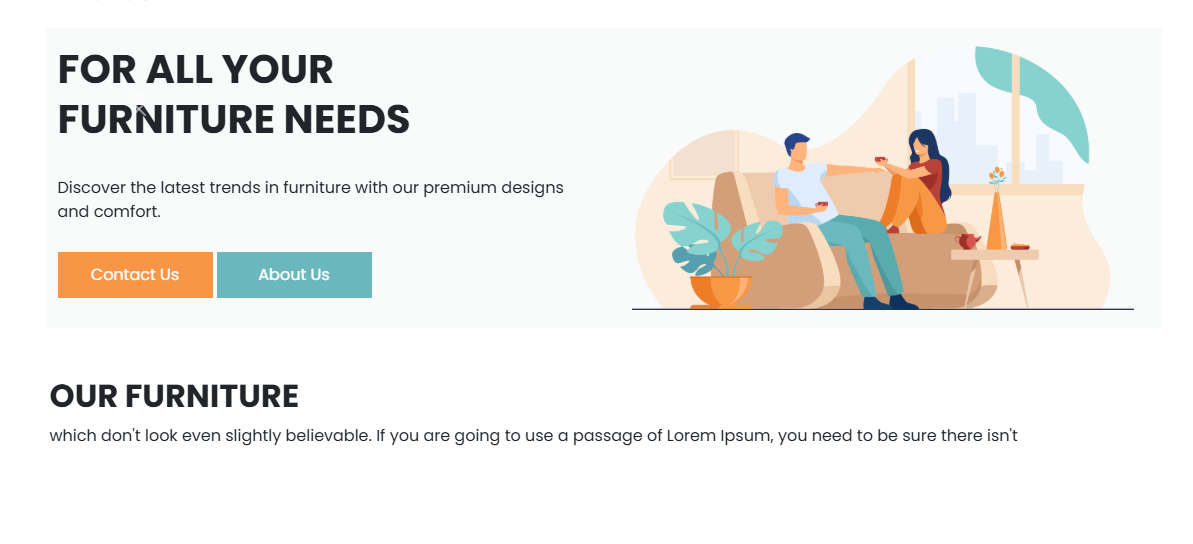 FOR ALL YOUR
FURNITURE NEEDS
Discover the latest trends in furniture with our premium designs
and comfort.
Contact Us
About Us
OUR FURNITURE
which don't look even slightly believable. If you are going to use a passage of Lorem Ipsum, you need to be sure there isn't